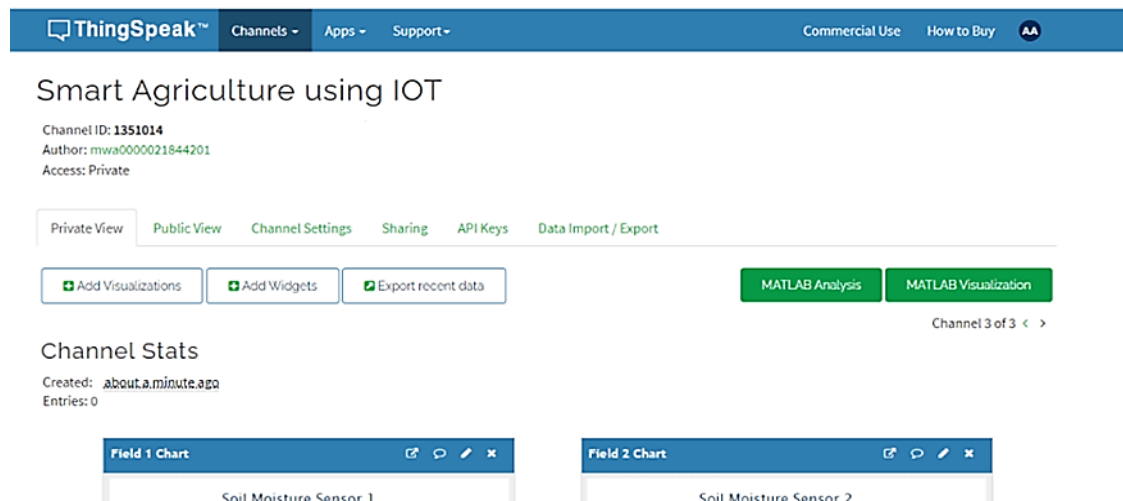 ThingSpeak™ Channels Apps Support Commercial Use How to Buy AA
Smart Agriculture using IOT
Channel ID: 1351014
Author: mwa0000021844201
Access: Private
Private View Public View Channel Settings Sharing API Keys Data Import / Export
Add Visualizations Add Widgets Export recent data MATLAB Analysis MATLAB Visualization
Channel 3 of 3 < >
Channel Stats
Created: about a minute ago
Entries: 0
Field 1 Chart Field 2 Chart
Soil Moisture Sensor 1 Soil Moisture Sensor 2